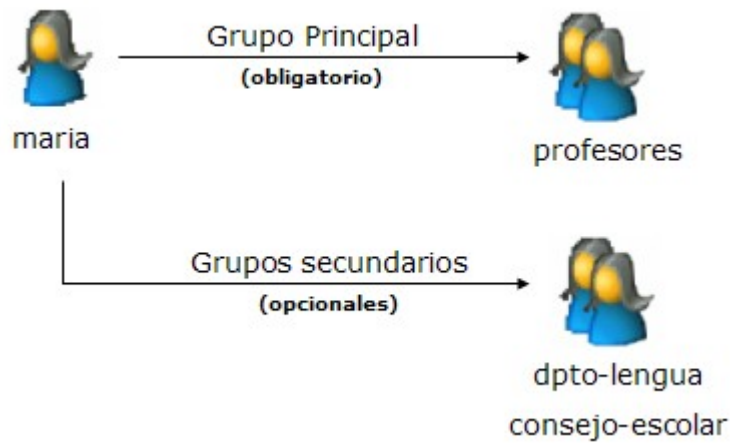 Grupo Principal
(obligatorio)
maria
profesores
Grupos secundarios
(opcionales)
dpto-lengua
consejo-escolar